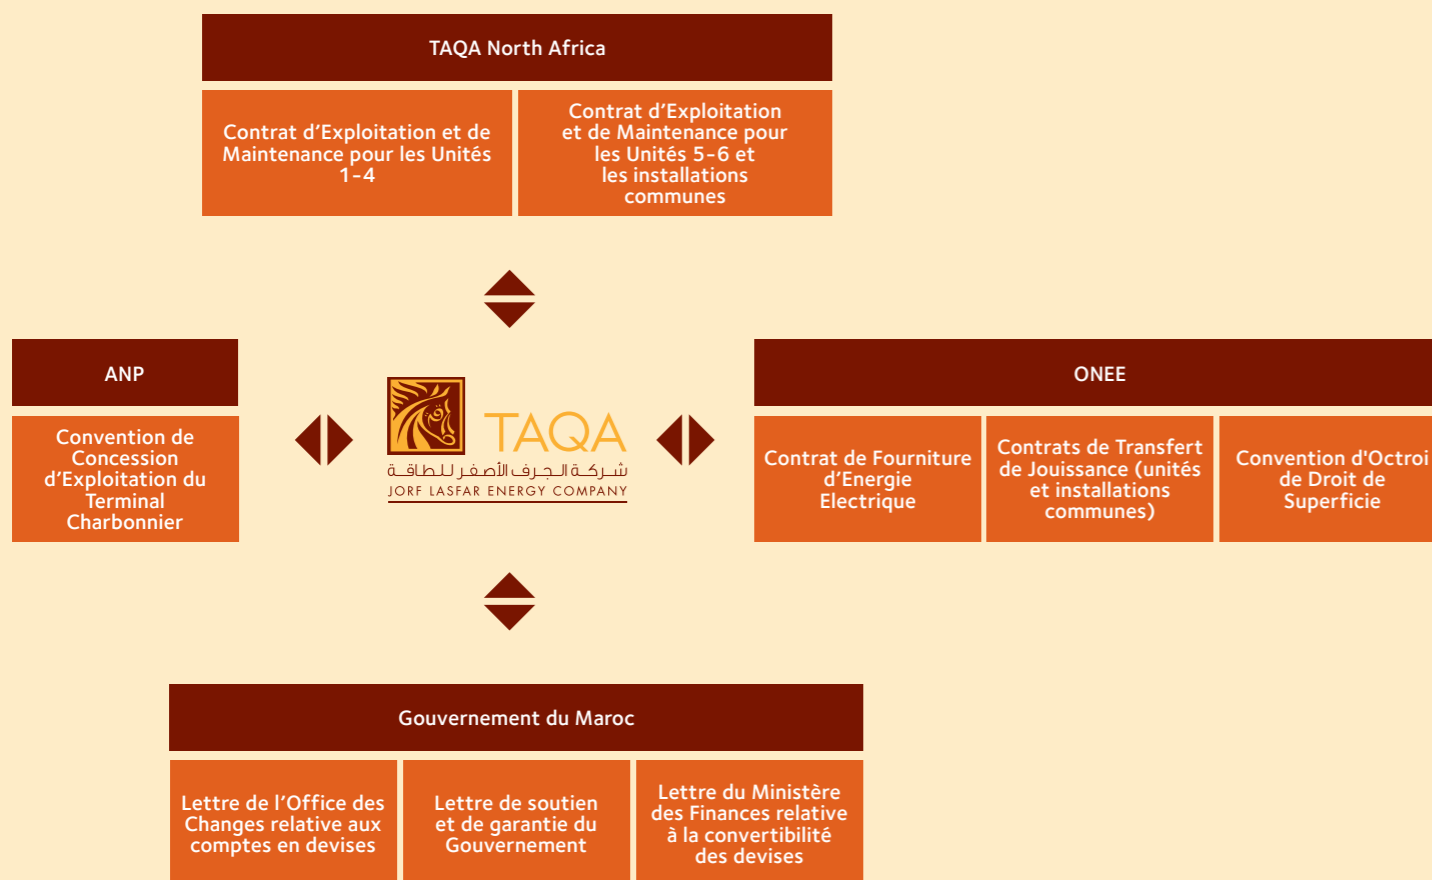 TAQA North Africa
Contrat d’Exploitation et de
Maintenance pour les Unités
1-4
Contrat d’Exploitation
et de Maintenance pour
les Unités 5-6 et
les installations
communes
ANP
Convention de
Concession
d’Exploitation du
Terminal
Charbonnier
TAQA
شركة الجرف الأصفر للطاقة
JORF LASFAR ENERGY COMPANY
ONEE
Contrat de Fourniture
d’Energie
Electrique
Contrats de Transfert
de Jouissance (unités
et installations
communes)
Convention d'Octroi
de Droit de
Superficie
Gouvernement du Maroc
Lettre de l’Office des
Changes relative aux
comptes en devises
Lettre de soutien
et de garantie du
Gouvernement
Lettre du Ministère
des Finances relative
à la convertibilité
des devises